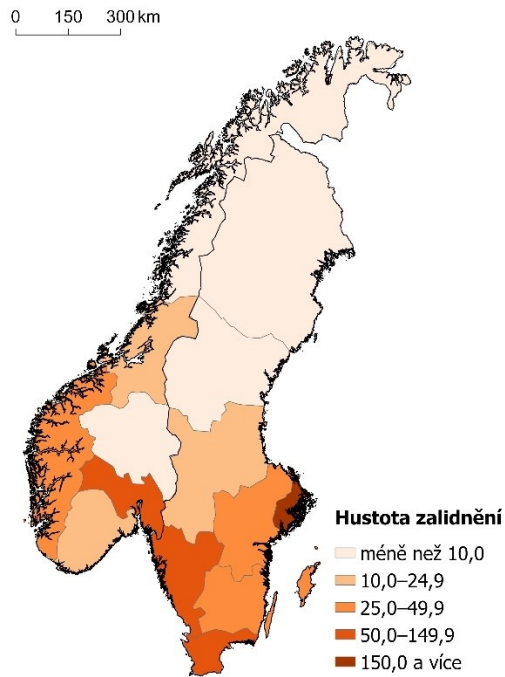 0 150 300 km
Hustota zalidnění
méně než 10,0
10,0–24,9
25,0–49,9
50,0–149,9
150,0 a více